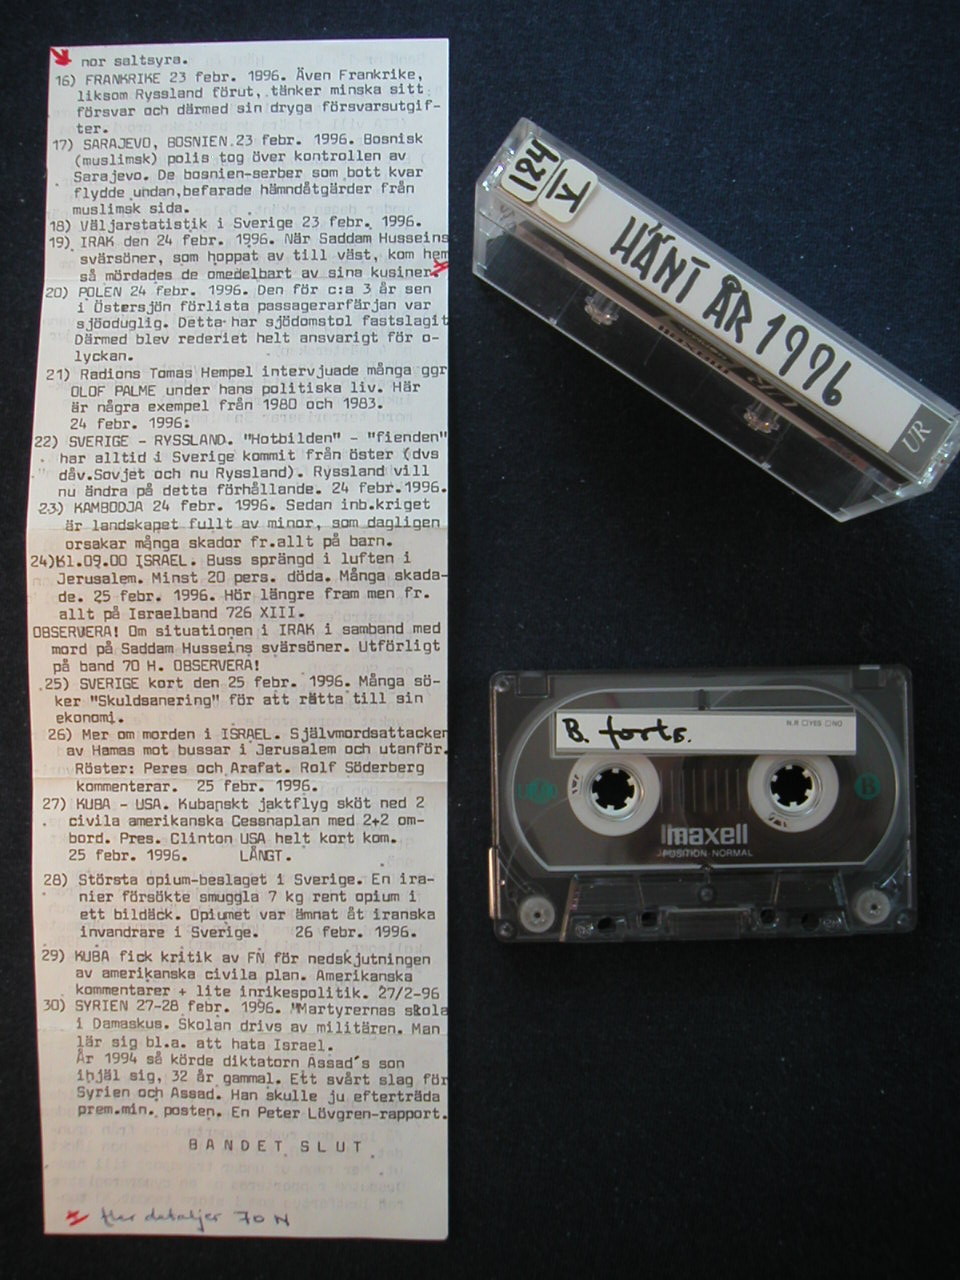 nor saltsyra.
16) FRANKRIKE 23 febr. 1996. Även Frankrike,
liksom Ryssland förut, tänker minska sitt
försvar och därmed sin dryga försvarsutgif-
ter.
17) SARAJEVO, BOSNIEN.23 febr. 1996. Bosnisk
(muslimsk) polis tog över kontrollen av
Sarajevo. De bosnien-serber som bott kvar
flydde undan,befarade hämndåtgärder från
muslimsk sida.
18) Väljarstatistik i Sverige 23 febr. 1996.
19) IRAK den 24 febr. 1996. När Saddam Husseins
svärsöner, som hoppat av till väst, kom hem
så mördades de omedelbart av sina kusiner.
20) POLEN 24 febr. 1996. Den för c:a 3 år sen
i Östersjön förlista passagerarfärjan var
sjöoduglig. Detta har sjödomstol fastslagit
Därmed blev rederiet helt ansvarigt för o-
lyckan.
21) Radions Tomas Hempel intervjuade många ggr
OLOF PALME under hans politiska liv. Här
är några exempel från 1980 och 1983.
24 febr. 1996:
22) SVERIGE - RYSSLAND. "Hotbilden" - "fienden"
har alltid i Sverige kommit från öster (dvs
dåv.Sovjet och nu Ryssland). Ryssland vill
nu ändra på detta förhållande. 24 febr.1996.
23) KAMBODJA 24 febr. 1996. Sedan inb.kriget
är landskapet fullt av minor, som dagligen
orsakar många skador fr.allt på barn.
24)Kl.09.00 ISRAEL. Buss sprängd i luften i
Jerusalem. Minst 20 pers. döda. Många skada-
de. 25 febr. 1996. Hör längre fram men fr.
allt på Israelband 726 XIII.
OBSERVERA! Om situationen i IRAK i samband med
mord på Saddam Husseins svärsöner. Utförligt
på band 70 H. OBSERVERA!
25) SVERIGE kort den 25 febr. 1996. Många sö-
ker "Skuldsanering" för att rätta till sin
ekonomi.
26) Mer om morden i ISRAEL. Självmordsattacker
av Hamas mot bussar i Jerusalem och utanför.
Röster: Peres och Arafat. Rolf Söderberg
kommenterar. 25 febr. 1996.
27) KUBA - USA. Kubanskt jaktflyg sköt ned 2
civila amerikanska Cessnaplan med 2+2 om-
bord. Pres. Clinton USA helt kort kom.
25 febr. 1996. LÅNGT.
28) Största opium-beslaget i Sverige. En ira-
nier försökte smuggla 7 kg rent opium i
ett bildäck. Opiumet var ämnat åt iranska
invandrare i Sverige. 26 febr. 1996.
29) KUBA fick kritik av FN för nedskjutningen
av amerikanska civila plan. Amerikanska
kommentarer + lite inrikespolitik. 27/2-96
30) SYRIEN 27-28 febr. 1996. "Martyrernas skola
i Damaskus. Skolan drivs av militären. Man
lär sig bl.a. att hata Israel.
År 1994 så körde diktatorn Assad's son
ihjäl sig, 32 år gammal. Ett svårt slag för
Syrien och Assad. Han skulle ju efterträda
prem.min. posten. En Peter Lövgren-rapport.
BANDET SLUT
fler detaljer 70 N
124
K
HÄNT ÅR 1996
UR
B. forts.
N.R □YES □NO
B
maxell
POSITION·NORMAL